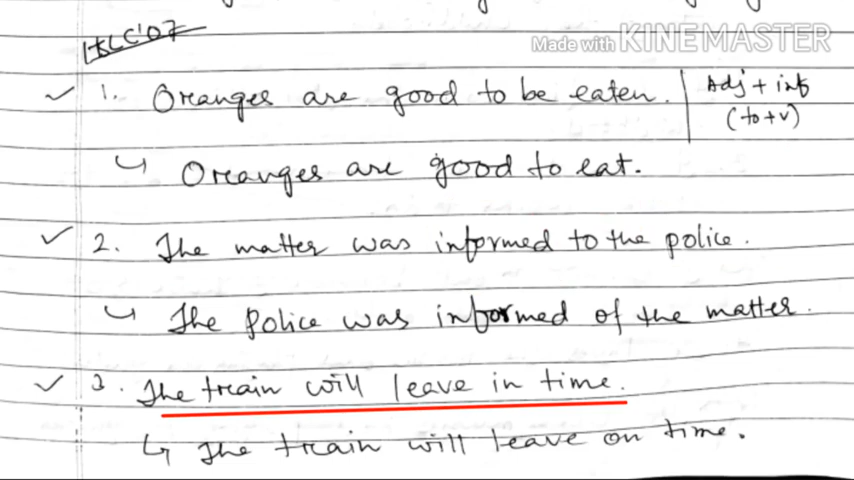 Made with KINEMASTER
1. Oranges are good to be eaten.
Adj + inf
(to+v)
↳ Oranges are good to eat.
2. The matter was informed to the police.
↳ The police was informed of the matter.
3. The train will leave in time.
↳ The train will leave on time.